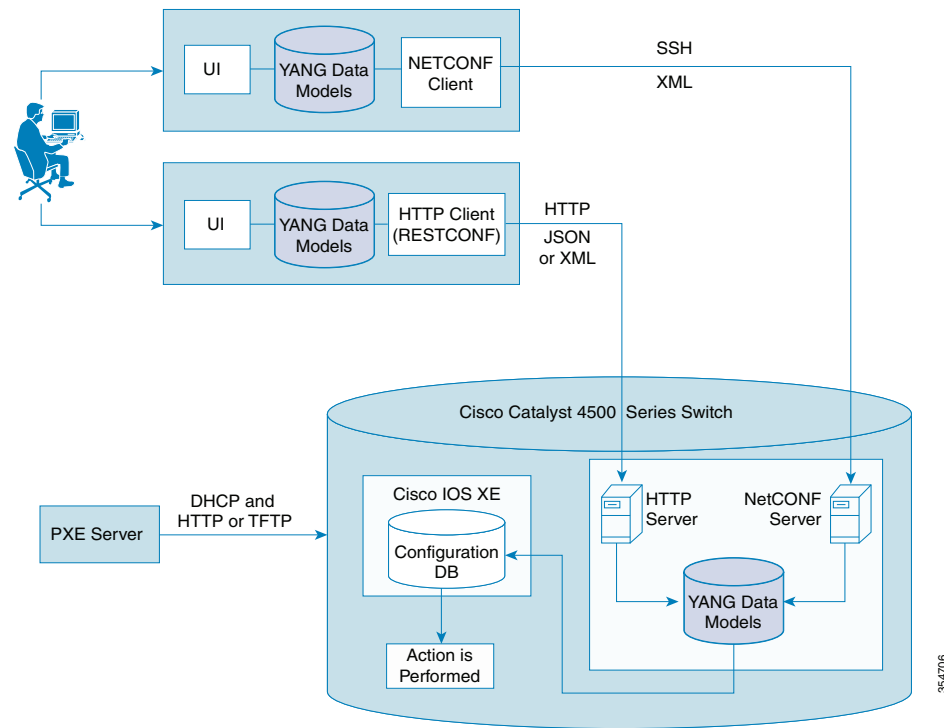 UI
YANG Data
Models
NETCONF
Client
SSH
XML
UI
YANG Data
Models
HTTP Client
(RESTCONF)
HTTP
JSON
or XML
Cisco Catalyst 4500 Series Switch
PXE Server
DHCP and
HTTP or TFTP
Cisco IOS XE
Configuration
DB
Action is
Performed
HTTP
Server
NetCONF
Server
YANG Data
Models
354706